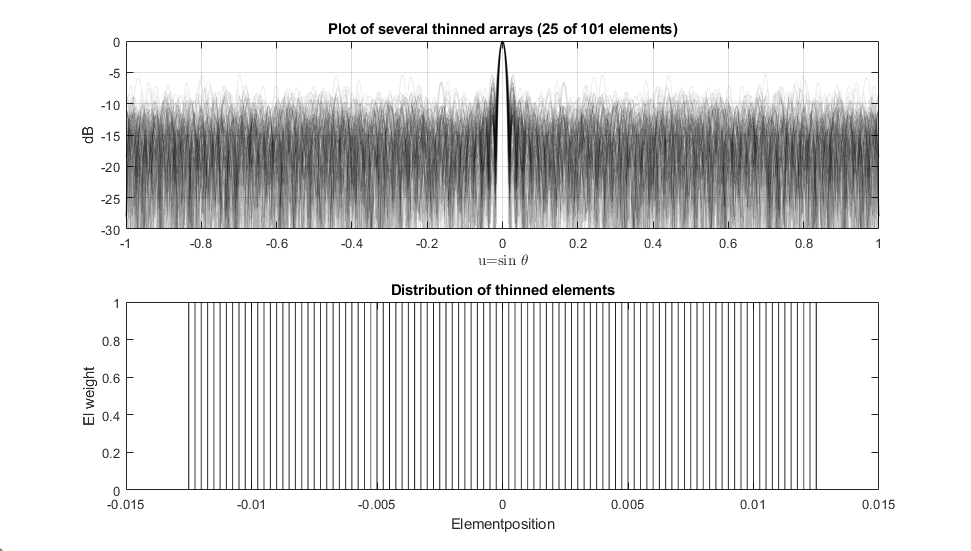 Plot of several thinned arrays (25 of 101 elements)
0
-5
-10
-15
-20
-25
-30
dB
-1 -0.8 -0.6 -0.4 -0.2 0 0.2 0.4 0.6 0.8 1
u=sin θ
Distribution of thinned elements
1
0.8
0.6
0.4
0.2
0
El weight
-0.015 -0.01 -0.005 0 0.005 0.01 0.015
Elementposition